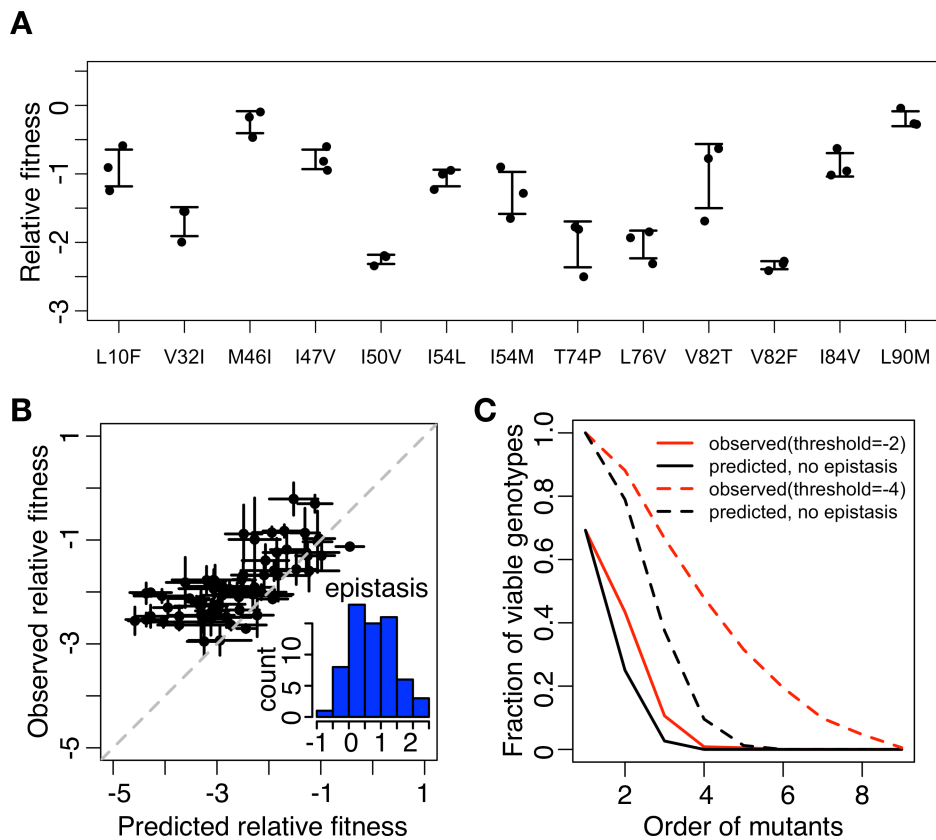 A
Relative fitness
0
-1
-2
-3
L10F V32I M46I I47V I50V I54L I54M T74P L76V V82T V82F I84V L90M
B
Observed relative fitness
1
-1
-3
-5
-5 -3 -1 1
Predicted relative fitness
epistasis
count
0 5 10
-1 0 1 2
C
Fraction of viable genotypes
1.0
0.8
0.6
0.4
0.2
0
2 4 6 8
Order of mutants
observed(threshold=-2)
predicted, no epistasis
observed(threshold=-4)
predicted, no epistasis